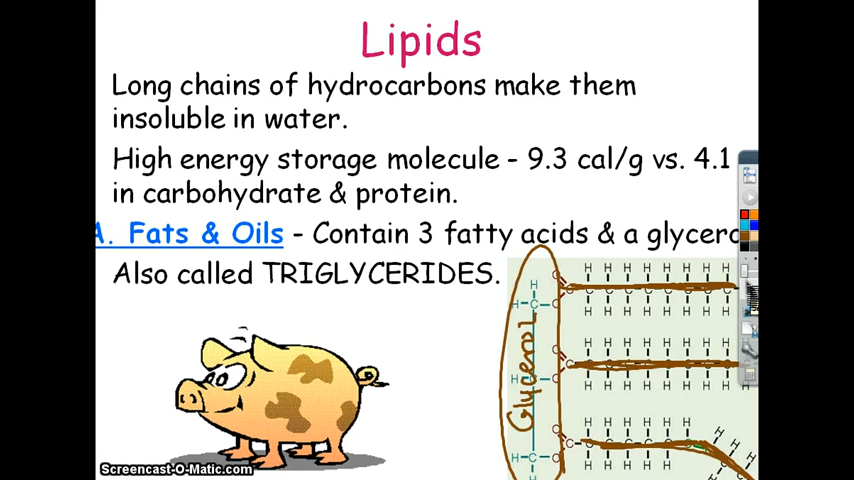 Lipids
Long chains of hydrocarbons make them
insoluble in water.
High energy storage molecule - 9.3 cal/g vs. 4.1
in carbohydrate & protein.
A. Fats & Oils - Contain 3 fatty acids & a glycero
Also called TRIGLYCERIDES.
Glycerol
Screencast-O-Matic.com